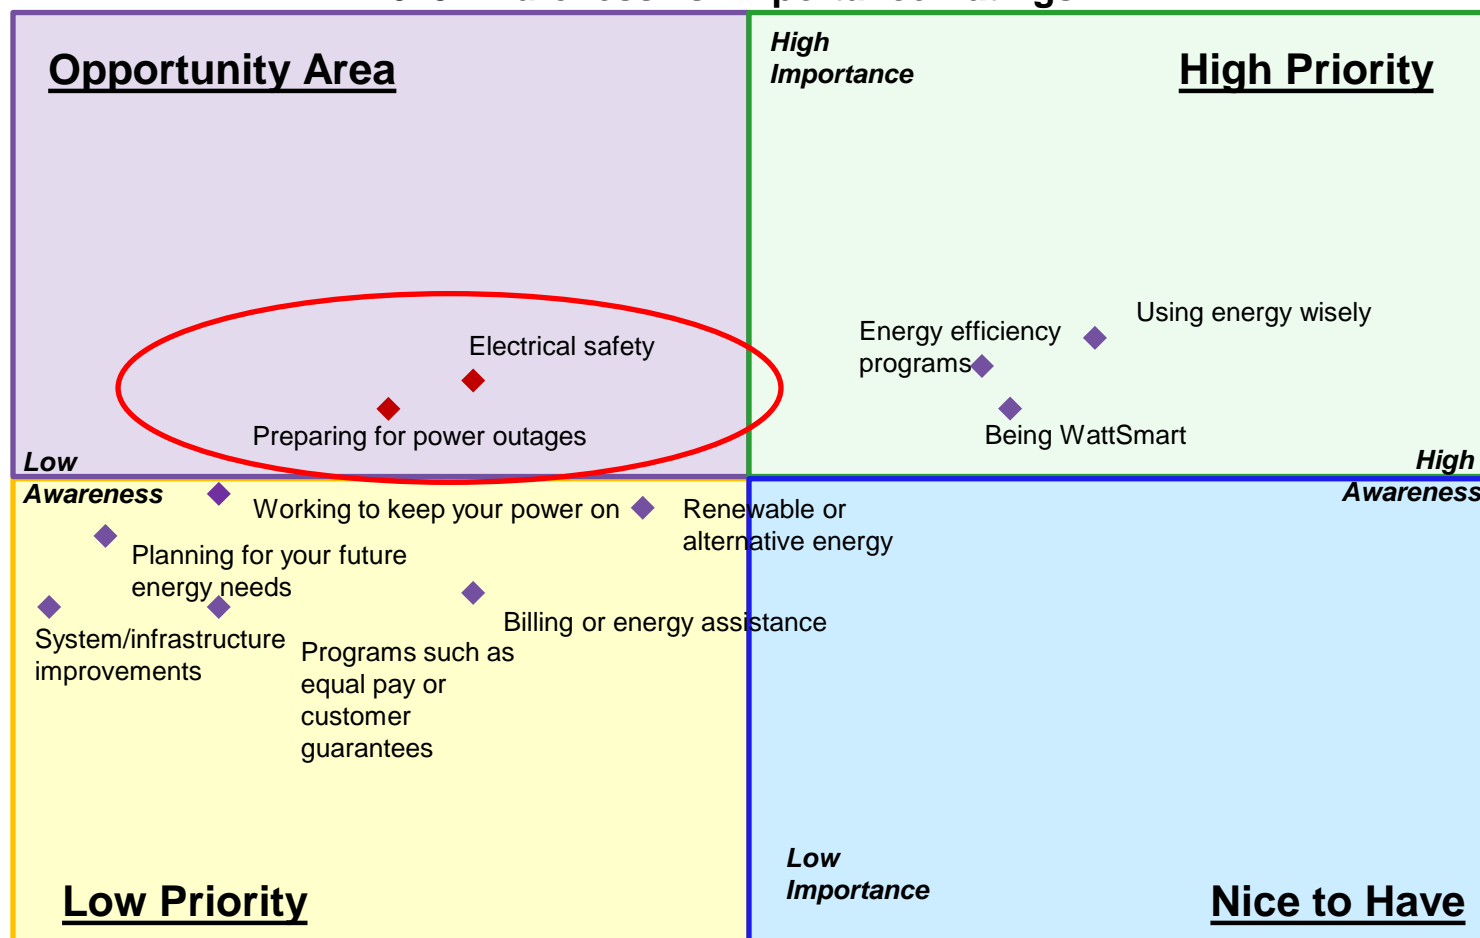 Opportunity Area
High
Importance
High Priority
Using energy wisely
Energy efficiency
programs
Electrical safety
Preparing for power outages
Being WattSmart
Low
Awareness
High
Awareness
Working to keep your power on
Renewable or
alternative energy
Planning for your future
energy needs
Billing or energy assistance
System/infrastructure
improvements
Programs such as
equal pay or
customer
guarantees
Low
Importance
Low Priority
Nice to Have